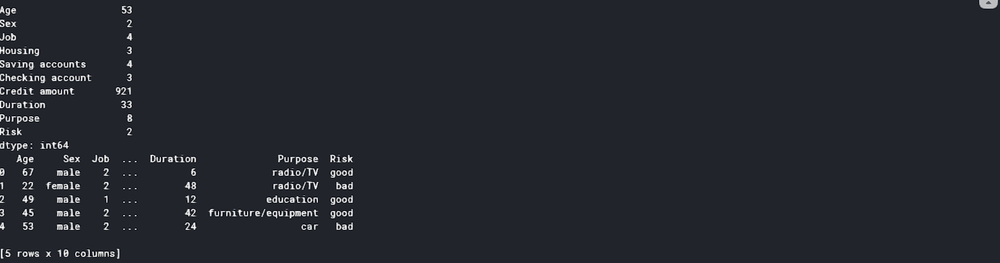 Age                    53
Sex                     2
Job                     4
Housing                 3
Saving accounts         4
Checking account        3
Credit amount         921
Duration               33
Purpose                 8
Risk                    2
dtype: int64
   Age     Sex  Job  ...  Duration              Purpose  Risk
0   67    male    2  ...         6             radio/TV  good
1   22  female    2  ...        48             radio/TV   bad
2   49    male    1  ...        12            education  good
3   45    male    2  ...        42  furniture/equipment  good
4   53    male    2  ...        24                  car   bad
[5 rows x 10 columns]